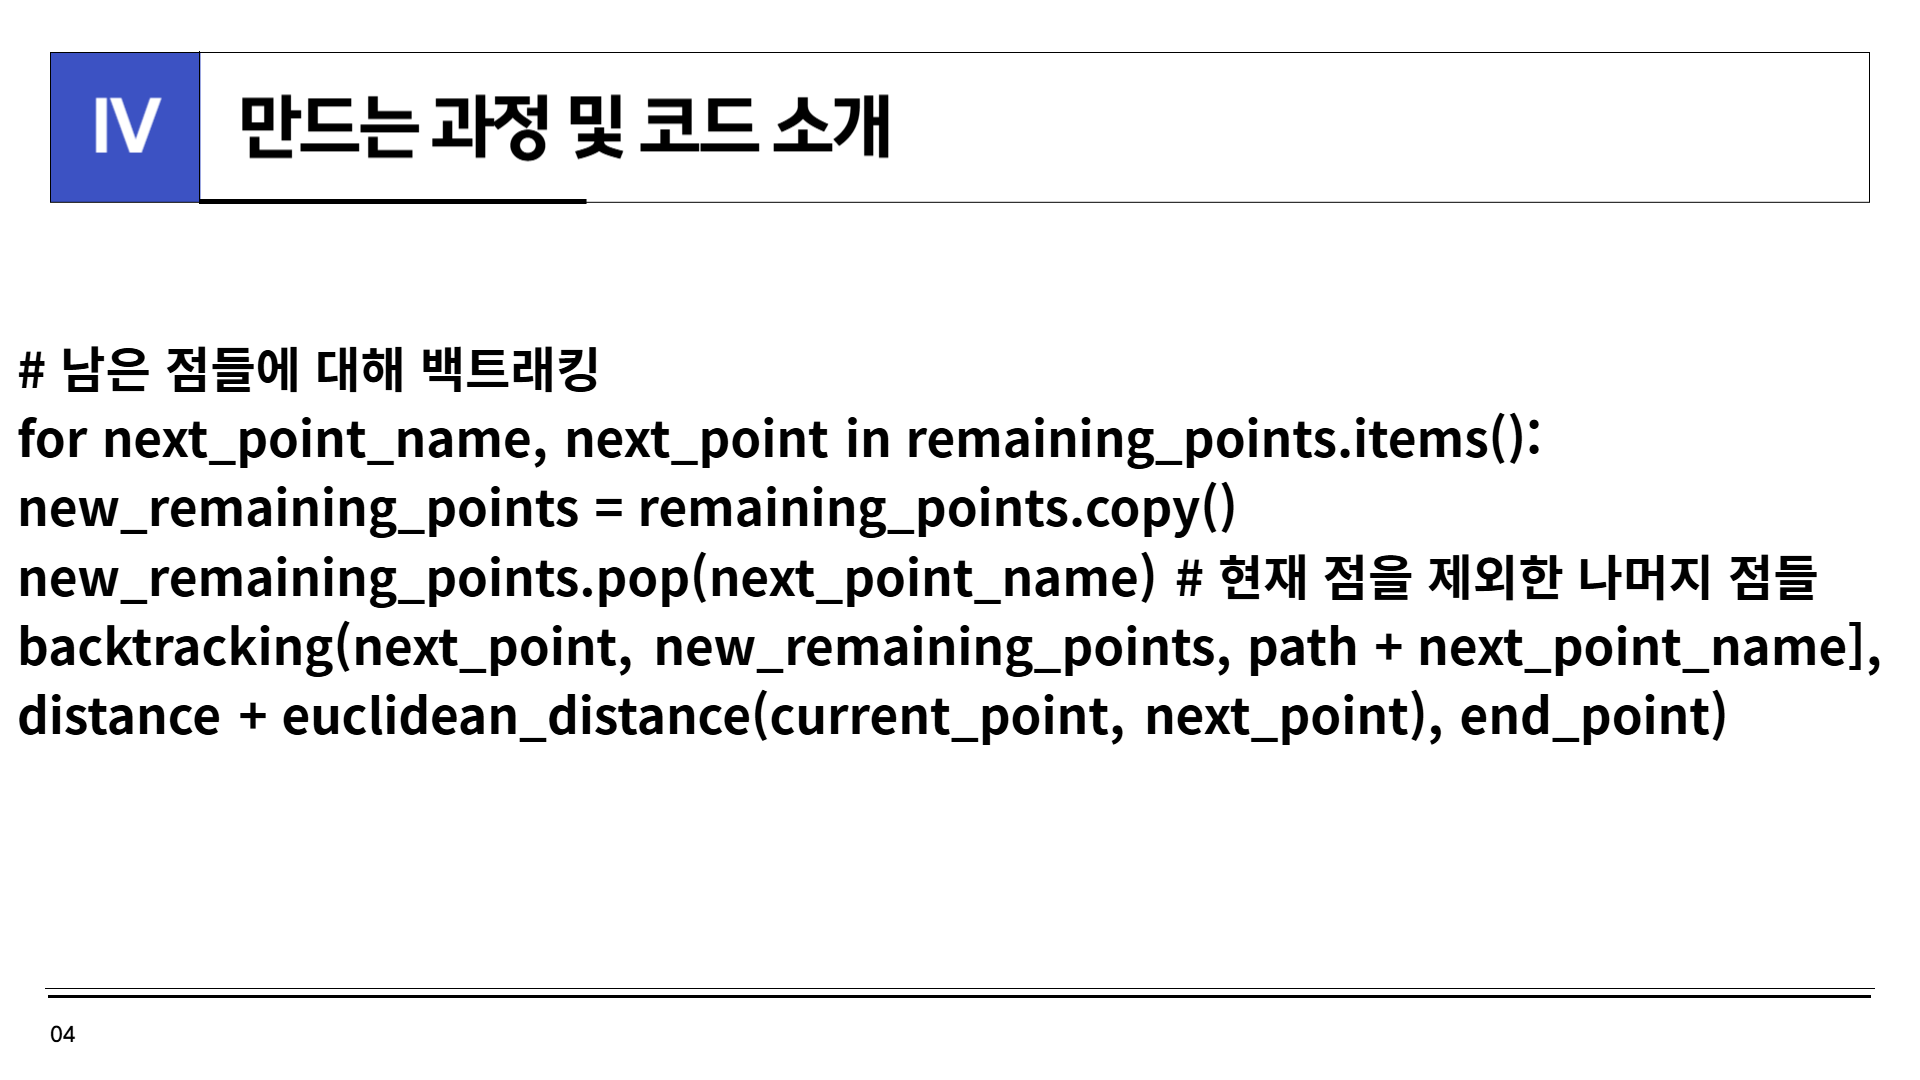 IV
만드는 과정 및 코드 소개
# 남은 점들에 대해 백트래킹
for next_point_name, next_point in remaining_points.items():
new_remaining_points = remaining_points.copy()
new_remaining_points.pop(next_point_name) # 현재 점을 제외한 나머지 점들
backtracking(next_point, new_remaining_points, path + next_point_name],
distance + euclidean_distance(current_point, next_point), end_point)
04